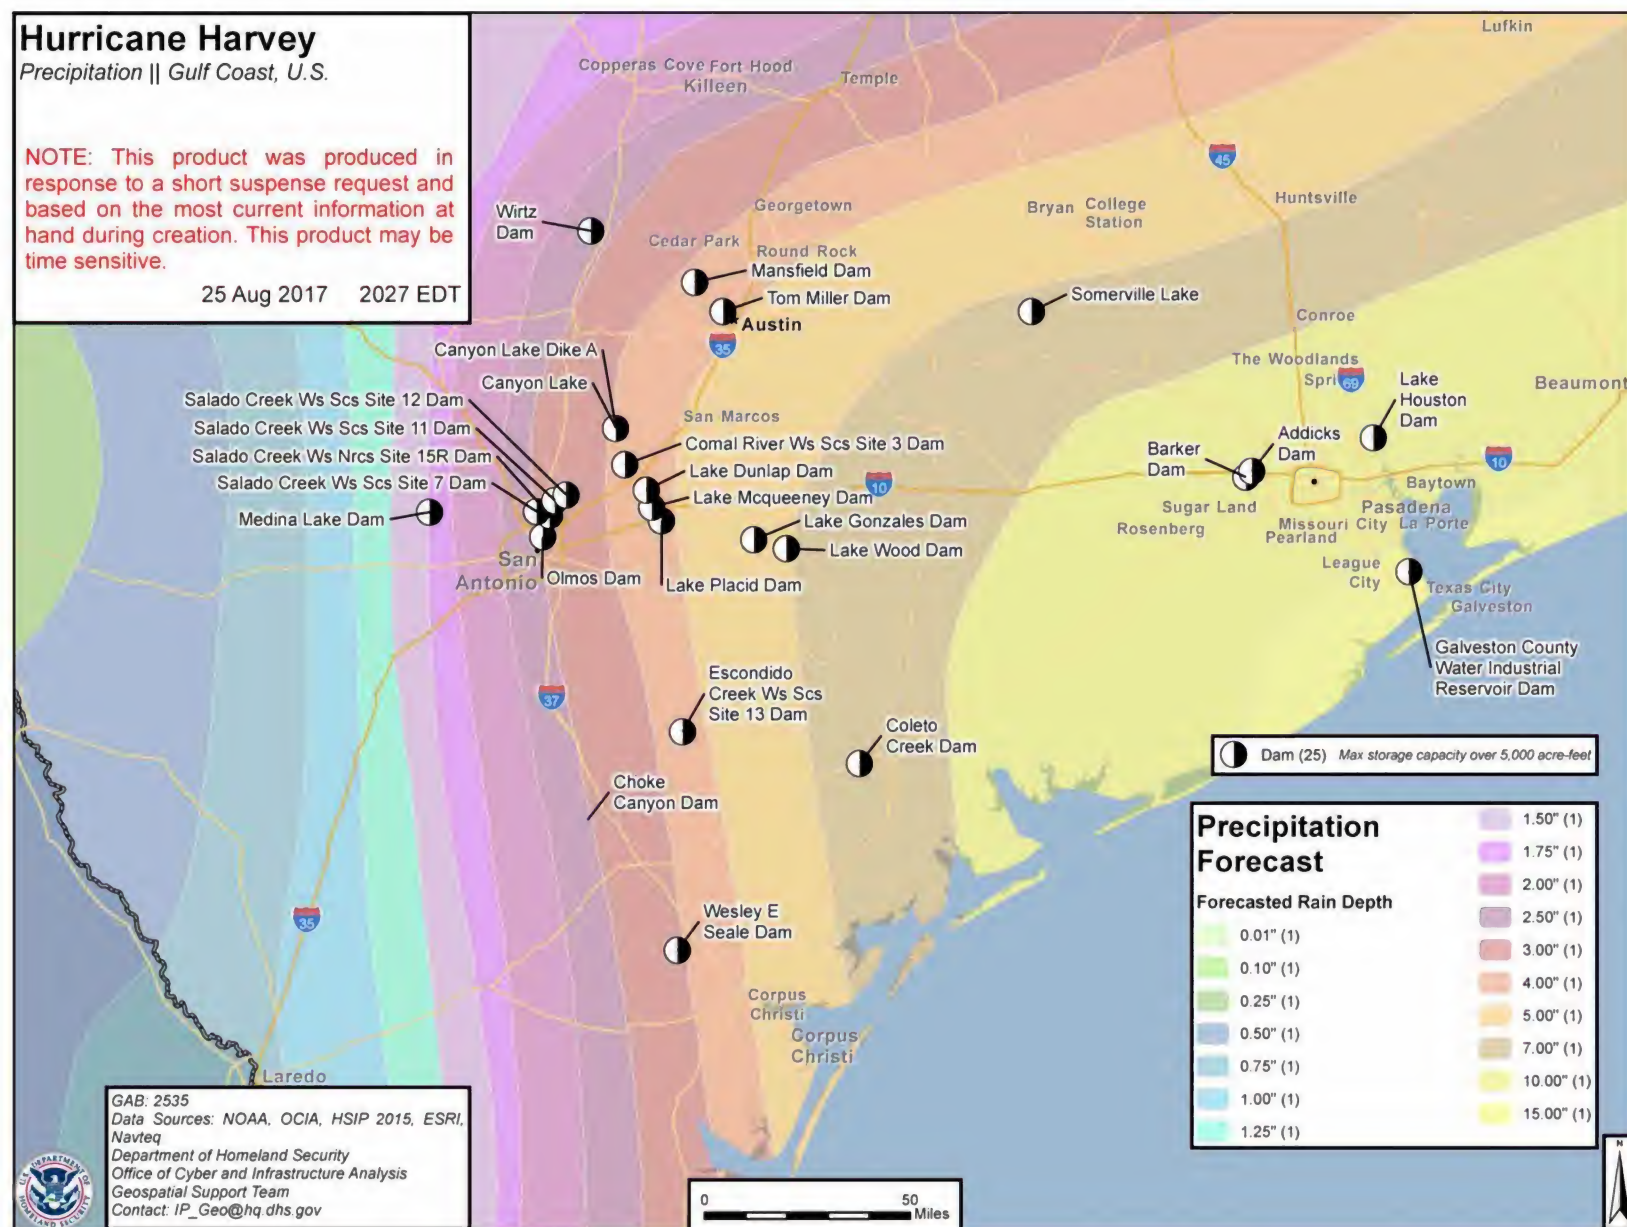 Hurricane Harvey
Precipitation || Gulf Coast, U.S.
NOTE: This product was produced in
response to a short suspense request and
based on the most current information at
hand during creation. This product may be
time sensitive.
25 Aug 2017 2027 EDT
Lufkin
Copperas Cove Fort Hood
Killeen
Temple
45
Wirtz
Dam
Georgetown
Bryan College
Station
Huntsville
Cedar Park
Round Rock
Mansfield Dam
Tom Miller Dam
Austin
Somerville Lake
Conroe
35
Canyon Lake Dike A
Canyon Lake
The Woodlands
Spri
69
Lake
Houston
Dam
Beaumont
Salado Creek Ws Scs Site 12 Dam
Salado Creek Ws Scs Site 11 Dam
Salado Creek Ws Nrcs Site 15R Dam
Salado Creek Ws Scs Site 7 Dam
Medina Lake Dam
San Marcos
Comal River Ws Scs Site 3 Dam
Lake Dunlap Dam
Lake Mcqueeney Dam
10
Lake Gonzales Dam
Lake Wood Dam
Lake Placid Dam
Olmos Dam
San
Antonio
Barker
Dam
Addicks
Dam
10
Baytown
Sugar Land
Pasadena
Rosenberg
Missouri City
La Porte
Pearland
League
City
Texas City
Galveston
Galveston County
Water Industrial
Reservoir Dam
37
Escondido
Creek Ws Scs
Site 13 Dam
Coleto
Creek Dam
Choke
Canyon Dam
35
Wesley E
Seale Dam
Corpus
Christi
Corpus
Christi
Laredo
Dam (25) Max storage capacity over 5,000 acre-feet
Precipitation
Forecast
Forecasted Rain Depth
0.01" (1)
0.10" (1)
0.25" (1)
0.50" (1)
0.75" (1)
1.00" (1)
1.25" (1)
1.50" (1)
1.75" (1)
2.00" (1)
2.50" (1)
3.00" (1)
4.00" (1)
5.00" (1)
7.00" (1)
10.00" (1)
15.00" (1)
GAB: 2535
Data Sources: NOAA, OCIA, HSIP 2015, ESRI,
Navteq
Department of Homeland Security
Office of Cyber and Infrastructure Analysis
Geospatial Support Team
Contact: IP_Geo@hq.dhs.gov
U.S. DEPARTMENT OF
HOMELAND SECURITY
0 50
Miles
N